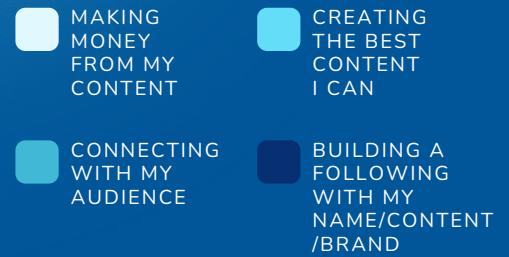 MAKING
MONEY
FROM MY
CONTENT
CREATING
THE BEST
CONTENT
I CAN
CONNECTING
WITH MY
AUDIENCE
BUILDING A
FOLLOWING
WITH MY
NAME/CONTENT
/BRAND